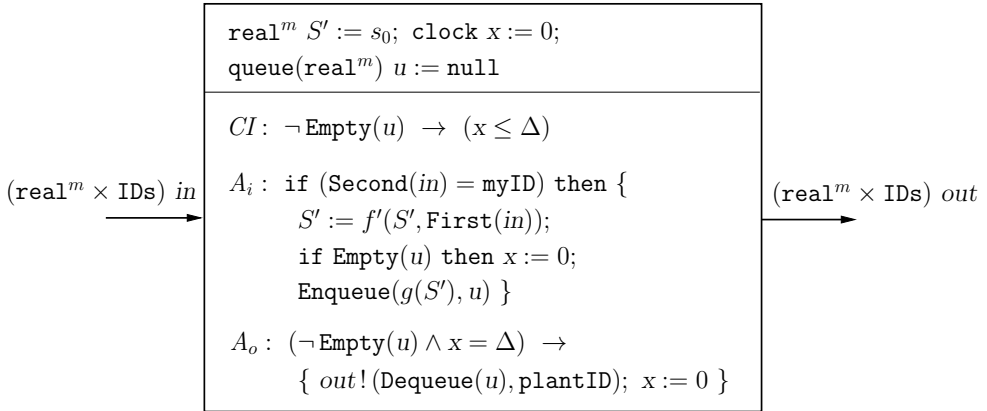 real^m S′ := s_0; clock x := 0;
queue(real^m) u := null
CI : ¬ Empty(u) → (x ≤ Δ)
(real^m × IDs) in
A_i : if (Second(in) = myID) then {
S′ := f′(S′, First(in));
if Empty(u) then x := 0;
Enqueue(g(S′), u) }
(real^m × IDs) out
A_o : (¬ Empty(u) ∧ x = Δ) →
{ out ! (Dequeue(u), plantID); x := 0 }